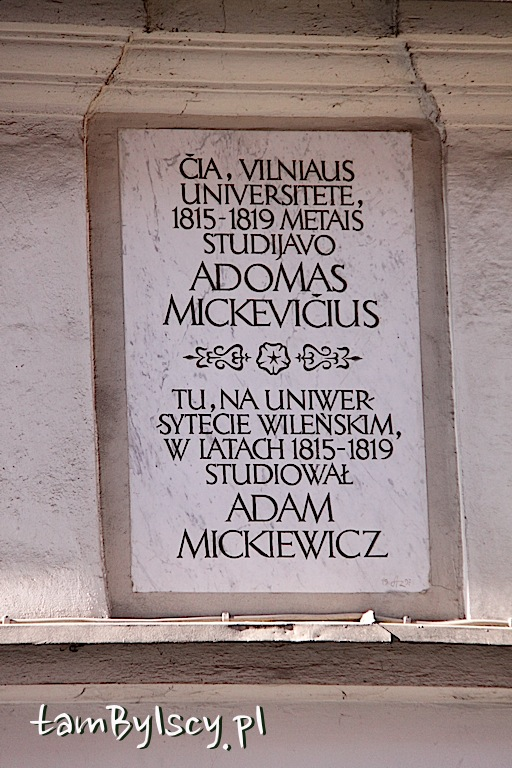 ČIA, VILNIAUS
UNIVERSITETE,
1815-1819 METAIS
STUDIJAVO
ADOMAS
MICKEVIČIUS
TU, NA UNIWER-
SYTECIE WILEŃSKIM,
W LATACH 1815-1819
STUDIOWAŁ
ADAM
MICKIEWICZ
tamBylscy.pl